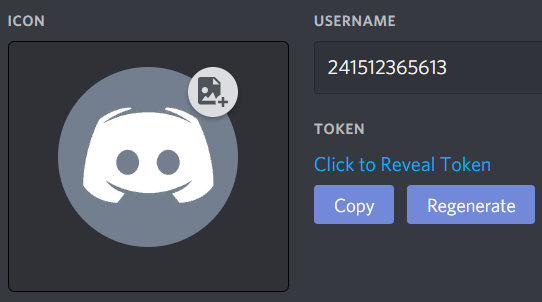 ICON
USERNAME
241512365613
TOKEN
Click to Reveal Token
Copy
Regenerate